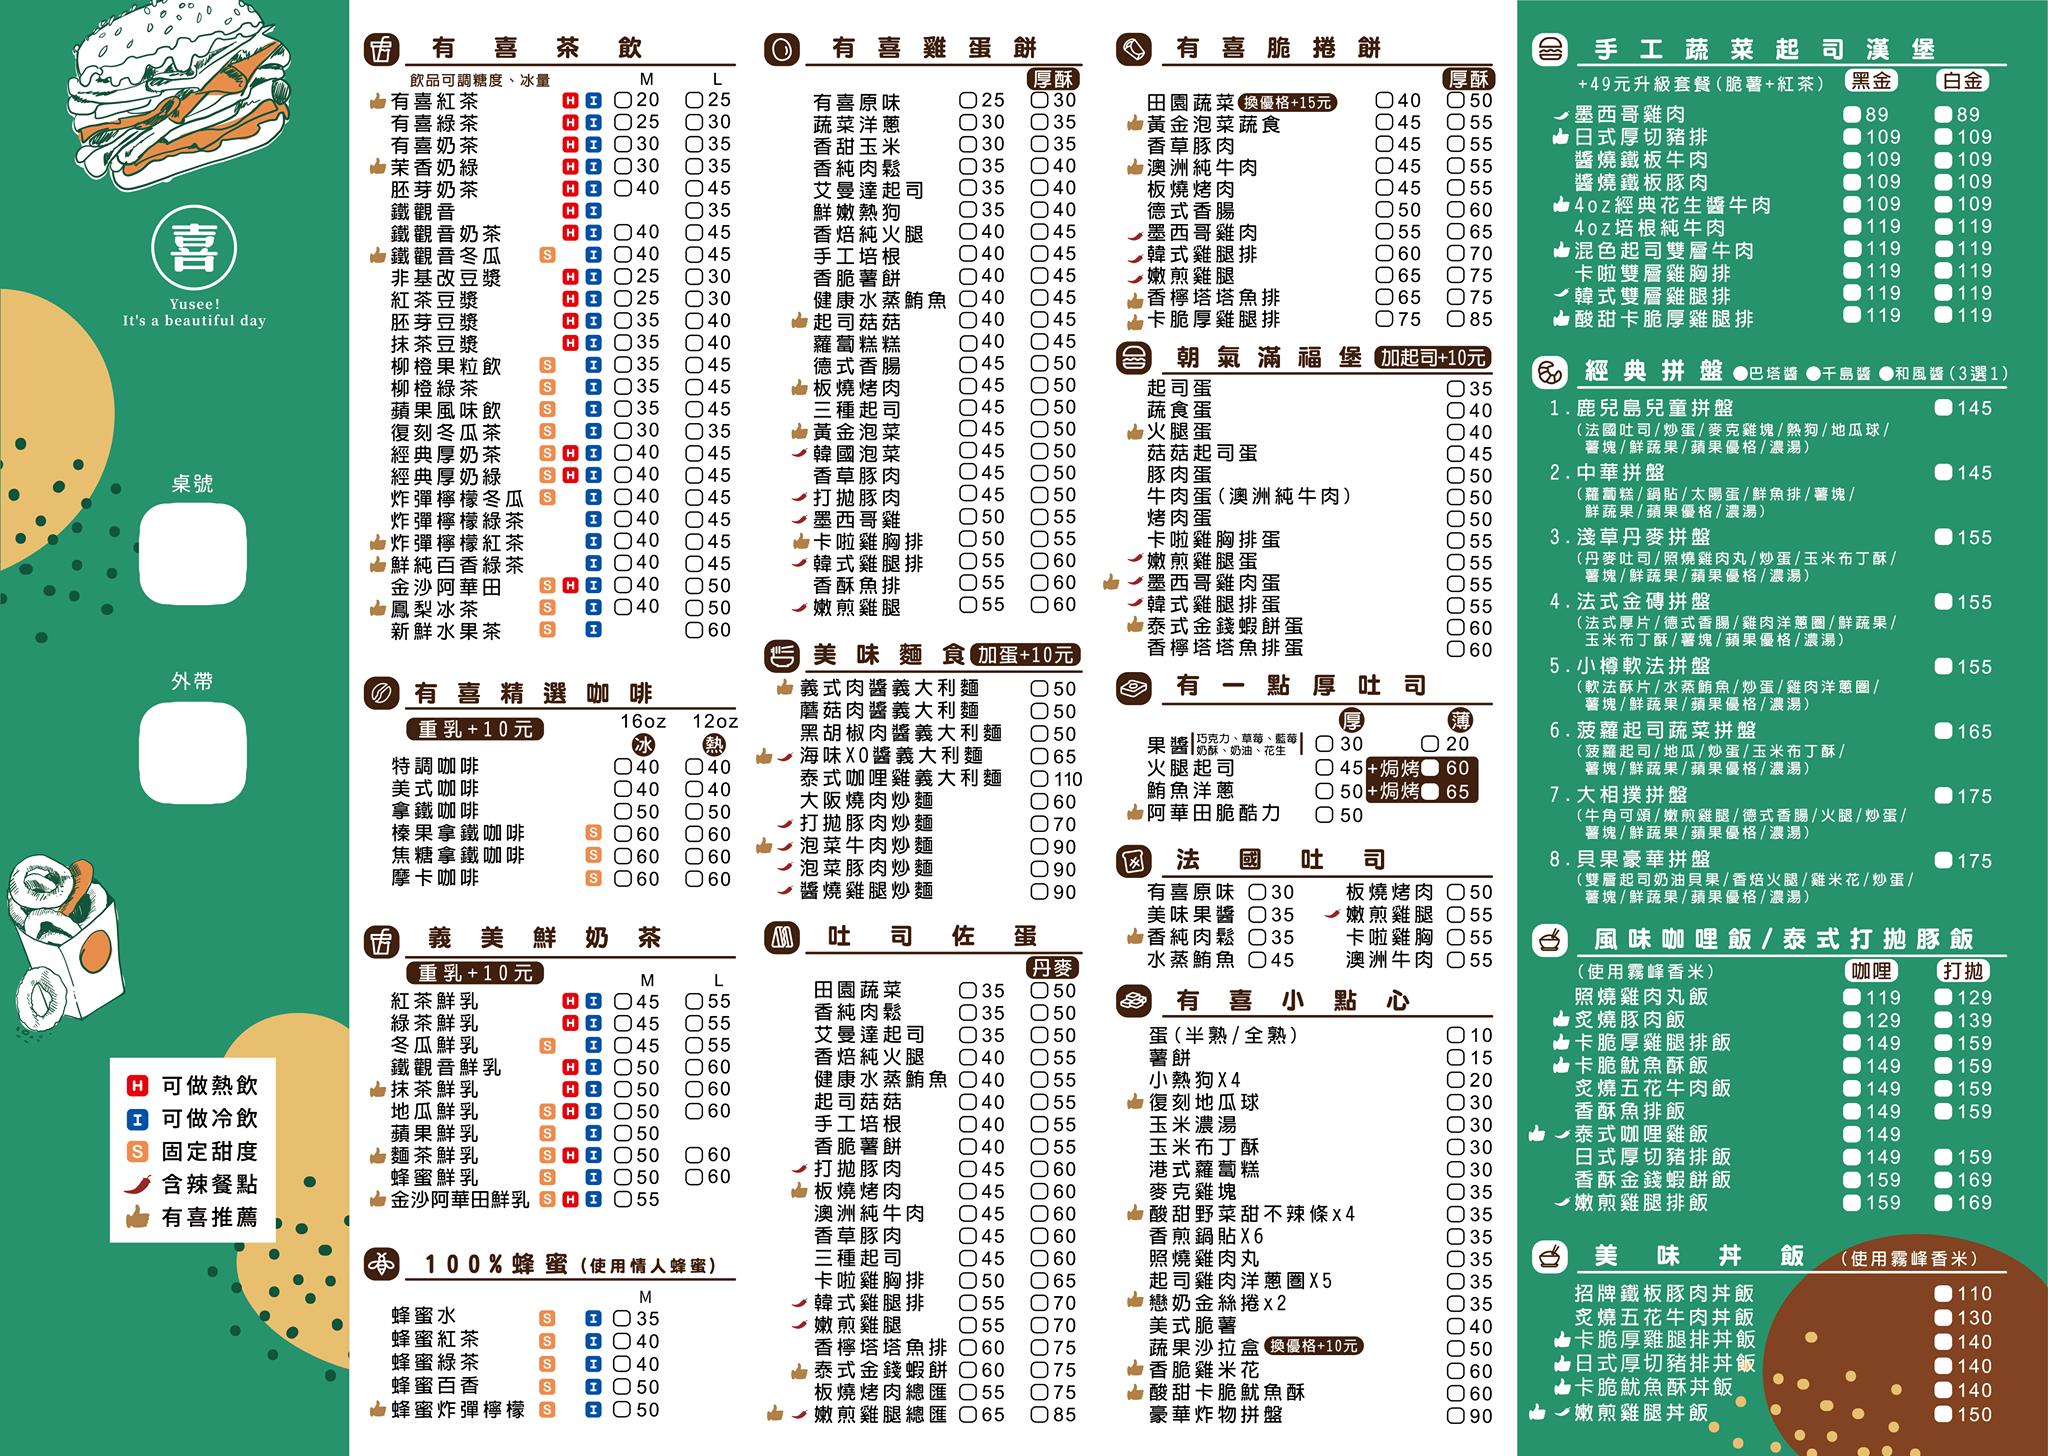 喜
Yusee!
It's a beautiful day
桌號
外帶
H 可做熱飲
I 可做冷飲
S 固定甜度
含辣餐點
有喜推薦
有喜茶飲
飲品可調糖度、冰量 M L
有喜紅茶 H I 20 25
有喜綠茶 H I 25 30
有喜奶茶 H I 30 35
茉香奶綠 H I 30 35
胚芽奶茶 H I 40 45
鐵觀音 H I 35
鐵觀音奶茶 H I 40 45
鐵觀音冬瓜 S I 40 45
非基改豆漿 H I 25 30
紅茶豆漿 H I 25 30
胚芽豆漿 H I 35 40
抹茶豆漿 H I 35 40
柳橙果粒飲 S I 35 45
柳橙綠茶 S I 35 45
蘋果風味飲 S I 35 45
復刻冬瓜茶 S I 30 35
經典厚奶茶 S H I 40 45
經典厚奶綠 S H I 40 45
炸彈檸檬冬瓜 S I 40 45
炸彈檸檬綠茶 I 40 45
炸彈檸檬紅茶 I 40 45
鮮純百香綠茶 I 40 45
金沙阿華田 S H I 40 50
鳳梨冰茶 S I 40 50
新鮮水果茶 S I 60
有喜精選咖啡
重乳+10元 16oz 12oz
冰 熱
特調咖啡 40 40
美式咖啡 40 40
拿鐵咖啡 50 50
榛果拿鐵咖啡 S 60 60
焦糖拿鐵咖啡 S 60 60
摩卡咖啡 S 60 60
義美鮮奶茶
重乳+10元 M L
紅茶鮮乳 H I 45 55
綠茶鮮乳 H I 45 55
冬瓜鮮乳 S I 45 55
鐵觀音鮮乳 H I 50 60
抹茶鮮乳 H I 50 60
地瓜鮮乳 S H I 50 60
蘋果鮮乳 S I 50
麵茶鮮乳 S H I 50 60
蜂蜜鮮乳 S I 50 60
金沙阿華田鮮乳 S H I 55
100%蜂蜜(使用情人蜂蜜)
M
蜂蜜水 S I 35
蜂蜜紅茶 S I 40
蜂蜜綠茶 S I 40
蜂蜜百香 S I 50
蜂蜜炸彈檸檬 S I 50
有喜雞蛋餅
厚酥
有喜原味 25 30
蔬菜洋蔥 30 35
香甜玉米 30 35
香純肉鬆 35 40
艾曼達起司 35 40
鮮嫩熱狗 35 40
香焙純火腿 40 45
手工培根 40 45
香脆薯餅 40 45
健康水蒸鮪魚 40 45
起司菇菇 40 45
蘿蔔糕糕 40 45
德式香腸 45 50
板燒烤肉 45 50
三種起司 45 50
黃金泡菜 45 50
韓國泡菜 45 50
香草豚肉 45 50
打拋豚肉 45 50
墨西哥雞 50 55
卡啦雞胸排 50 55
韓式雞腿排 55 60
香酥魚排 55 60
嫩煎雞腿 55 60
美味麵食 加蛋+10元
義式肉醬義大利麵 50
蘑菇肉醬義大利麵 50
黑胡椒肉醬義大利麵 50
海味XO醬義大利麵 65
泰式咖哩雞義大利麵 110
大阪燒肉炒麵 60
打拋豚肉炒麵 70
泡菜牛肉炒麵 90
泡菜豚肉炒麵 90
醬燒雞腿炒麵 90
吐司佐蛋
丹麥
田園蔬菜 35 50
香純肉鬆 35 50
艾曼達起司 35 50
香焙純火腿 40 55
健康水蒸鮪魚 40 55
起司菇菇 40 55
手工培根 40 55
香脆薯餅 40 55
打拋豚肉 45 60
板燒烤肉 45 60
澳洲純牛肉 45 60
香草豚肉 45 60
三種起司 45 60
卡啦雞胸排 50 65
韓式雞腿排 55 70
嫩煎雞腿 55 70
香檸塔塔魚排 60 75
泰式金錢蝦餅 60 75
板燒烤肉總匯 55 75
嫩煎雞腿總匯 65 85
有喜脆捲餅
厚酥
田園蔬菜 換優格+15元 40 50
黃金泡菜蔬食 45 55
香草豚肉 45 55
澳洲純牛肉 45 55
板燒烤肉 45 55
德式香腸 50 60
墨西哥雞肉 55 65
韓式雞腿排 60 70
嫩煎雞腿 65 75
香檸塔塔魚排 65 75
卡脆厚雞腿排 75 85
朝氣滿福堡 加起司+10元
起司蛋 35
蔬食蛋 40
火腿蛋 40
菇菇起司蛋 45
豚肉蛋 50
牛肉蛋(澳洲純牛肉) 50
烤肉蛋 50
卡啦雞胸排蛋 55
嫩煎雞腿蛋 55
墨西哥雞肉蛋 55
韓式雞腿排蛋 55
泰式金錢蝦餅蛋 60
香檸塔塔魚排蛋 60
有一點厚吐司
厚 薄
果醬 巧克力、草莓、藍莓 奶酥、奶油、花生 30 20
火腿起司 45 +焗烤 60
鮪魚洋蔥 50 +焗烤 65
阿華田脆酷力 50
法國吐司
有喜原味 30 板燒烤肉 50
美味果醬 35 嫩煎雞腿 55
香純肉鬆 35 卡啦雞胸 55
水蒸鮪魚 45 澳洲牛肉 55
有喜小點心
蛋(半熟/全熟) 10
薯餅 15
小熱狗X4 20
復刻地瓜球 30
玉米濃湯 30
玉米布丁酥 30
港式蘿蔔糕 30
麥克雞塊 35
酸甜野菜甜不辣條x4 35
香煎鍋貼X6 35
照燒雞肉丸 35
起司雞肉洋蔥圈X5 35
戀奶金絲捲x2 35
美式脆薯 40
蔬果沙拉盒 換優格+10元 50
香脆雞米花 60
酸甜卡脆魷魚酥 60
豪華炸物拼盤 90
手工蔬菜起司漢堡
+49元升級套餐(脆薯+紅茶) 黑金 白金
墨西哥雞肉 89 89
日式厚切豬排 109 109
醬燒鐵板牛肉 109 109
醬燒鐵板豚肉 109 109
4oz經典花生醬牛肉 109 109
4oz培根純牛肉 119 119
混色起司雙層牛肉 119 119
卡啦雙層雞胸排 119 119
韓式雙層雞腿排 119 119
酸甜卡脆厚雞腿排 119 119
經典拼盤 ●巴塔醬 ●千島醬 ●和風醬(3選1)
1.鹿兒島兒童拼盤 145
(法國吐司/炒蛋/麥克雞塊/熱狗/地瓜球/
薯塊/鮮蔬果/蘋果優格/濃湯)
2.中華拼盤 145
(蘿蔔糕/鍋貼/太陽蛋/鮮魚排/薯塊/
鮮蔬果/蘋果優格/濃湯)
3.淺草丹麥拼盤 155
(丹麥吐司/照燒雞肉丸/炒蛋/玉米布丁酥/
薯塊/鮮蔬果/蘋果優格/濃湯)
4.法式金磚拼盤 155
(法式厚片/德式香腸/雞肉洋蔥圈/鮮蔬果/
玉米布丁酥/薯塊/蘋果優格/濃湯)
5.小樽軟法拼盤 155
(軟法酥片/水蒸鮪魚/炒蛋/雞肉洋蔥圈/
薯塊/鮮蔬果/蘋果優格/濃湯)
6.菠蘿起司蔬菜拼盤 165
(菠蘿起司/地瓜/炒蛋/玉米布丁酥/
薯塊/鮮蔬果/蘋果優格/濃湯)
7.大相撲拼盤 175
(牛角可頌/嫩煎雞腿/德式香腸/火腿/炒蛋/
薯塊/鮮蔬果/蘋果優格/濃湯)
8.貝果豪華拼盤 175
(雙層起司奶油貝果/香焙火腿/雞米花/炒蛋/
薯塊/鮮蔬果/蘋果優格/濃湯)
風味咖哩飯/泰式打拋豚飯
(使用霧峰香米) 咖哩 打拋
照燒雞肉丸飯 119 129
炙燒豚肉飯 129 139
卡脆厚雞腿排飯 149 159
卡脆魷魚酥飯 149 159
炙燒五花牛肉飯 149 159
香酥魚排飯 149 159
泰式咖哩雞飯 149
日式厚切豬排飯 149 159
香酥金錢蝦餅飯 159 169
嫩煎雞腿排飯 159 169
美味丼飯 (使用霧峰香米)
招牌鐵板豚肉丼飯 110
炙燒五花牛肉丼飯 130
卡脆厚雞腿排丼飯 140
日式厚切豬排丼飯 140
卡脆魷魚酥丼飯 140
嫩煎雞腿丼飯 150